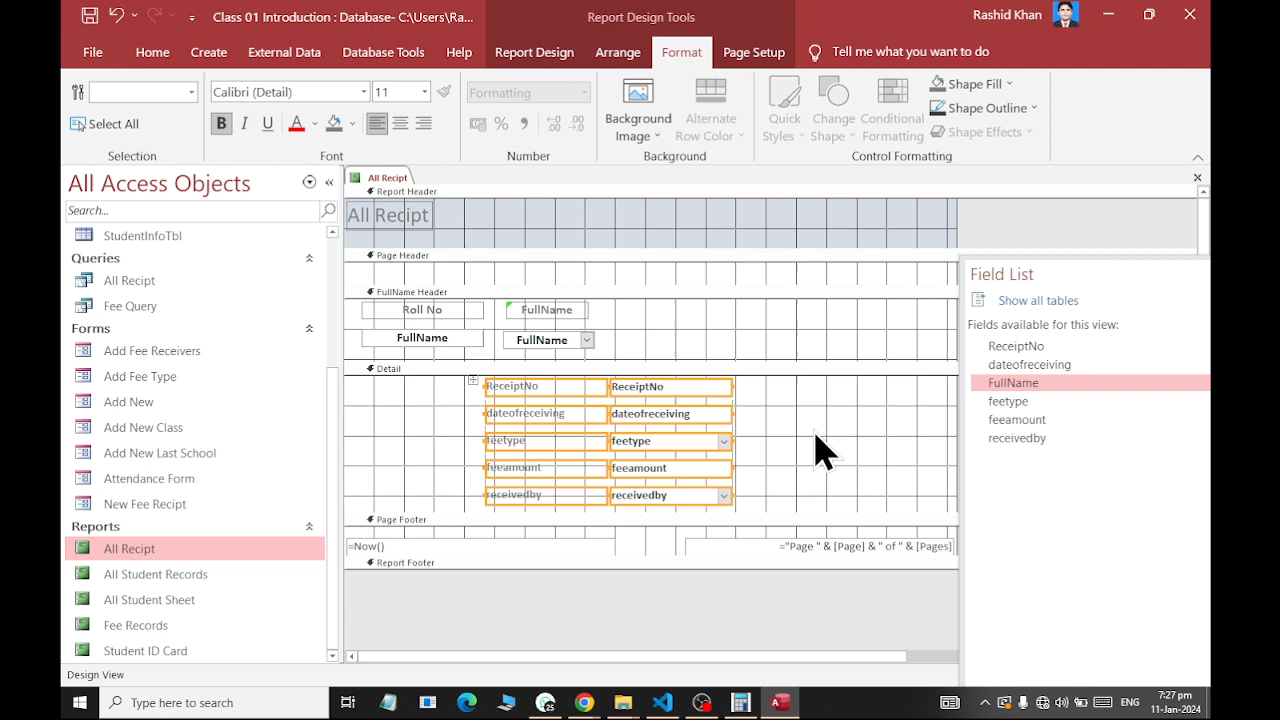 Class 01 Introduction : Database- C:\Users\Ra...
Report Design Tools
Rashid Khan
File
Home
Create
External Data
Database Tools
Help
Report Design
Arrange
Format
Page Setup
Tell me what you want to do
Select All
Selection
Calibri (Detail)
11
B I U A
Font
Formatting
%
Number
Background
Image
Alternate
Row Color
Background
Quick
Styles
Change
Shape
Conditional
Formatting
Shape Fill
Shape Outline
Shape Effects
Control Formatting
All Access Objects
Search...
StudentInfoTbl
Queries
All Recipt
Fee Query
Forms
Add Fee Receivers
Add Fee Type
Add New
Add New Class
Add New Last School
Attendance Form
New Fee Recipt
Reports
All Recipt
All Student Records
All Student Sheet
Fee Records
Student ID Card
All Recipt
Report Header
All Recipt
Page Header
FullName Header
Roll No
FullName
FullName
FullName
Detail
ReceiptNo
ReceiptNo
dateofreceiving
dateofreceiving
feetype
feetype
feeamount
feeamount
receivedby
receivedby
Page Footer
=Now()
="Page " & [Page] & " of " & [Pages]
Report Footer
Field List
Show all tables
Fields available for this view:
ReceiptNo
dateofreceiving
FullName
feetype
feeamount
receivedby
Design View
Type here to search
ENG
7:27 pm
11-Jan-2024